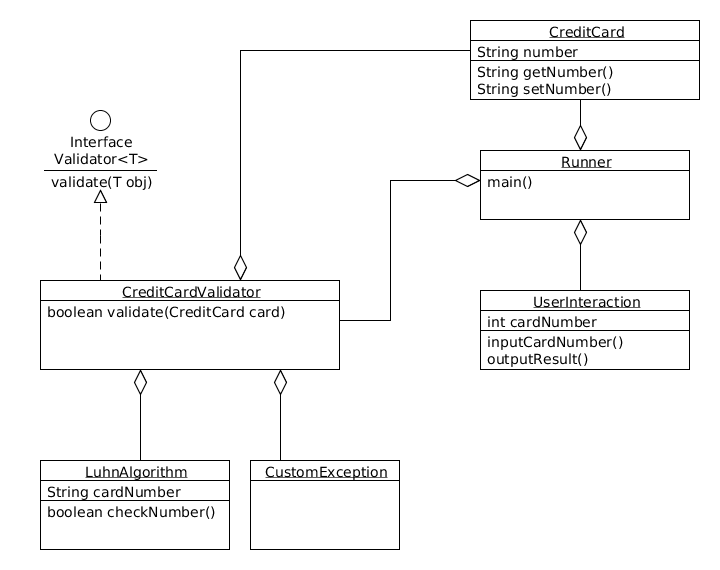 CreditCard
String number
String getNumber()
String setNumber()
Interface
Validator<T>
validate(T obj)
Runner
main()
CreditCardValidator
boolean validate(CreditCard card)
UserInteraction
int cardNumber
inputCardNumber()
outputResult()
LuhnAlgorithm
String cardNumber
boolean checkNumber()
CustomException